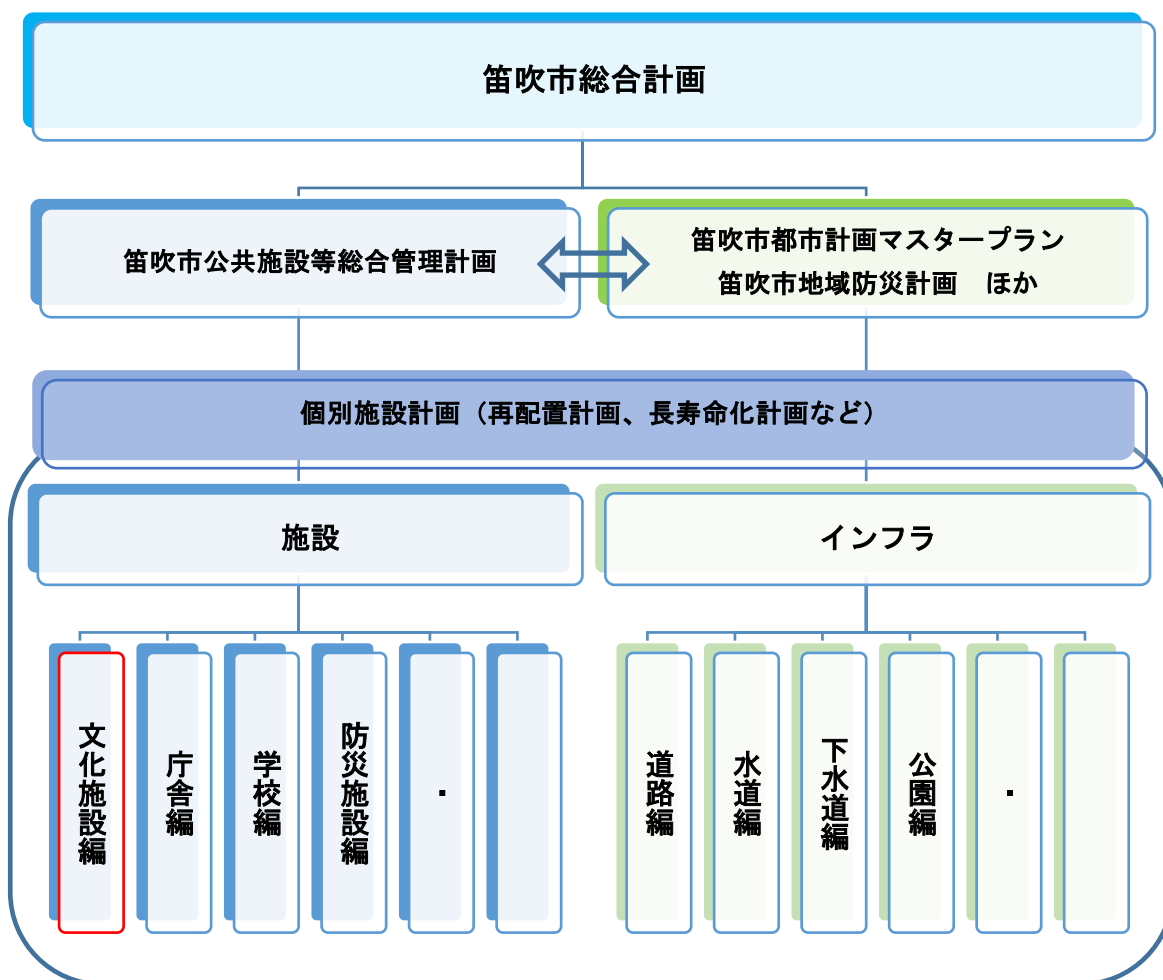 笛吹市総合計画
笛吹市公共施設等総合管理計画
笛吹市都市計画マスタープラン
笛吹市地域防災計画　ほか
個別施設計画（再配置計画、長寿命化計画など）
施設
インフラ
文化施設編
庁舎編
学校編
防災施設編
・
道路編
水道編
下水道編
公園編
・